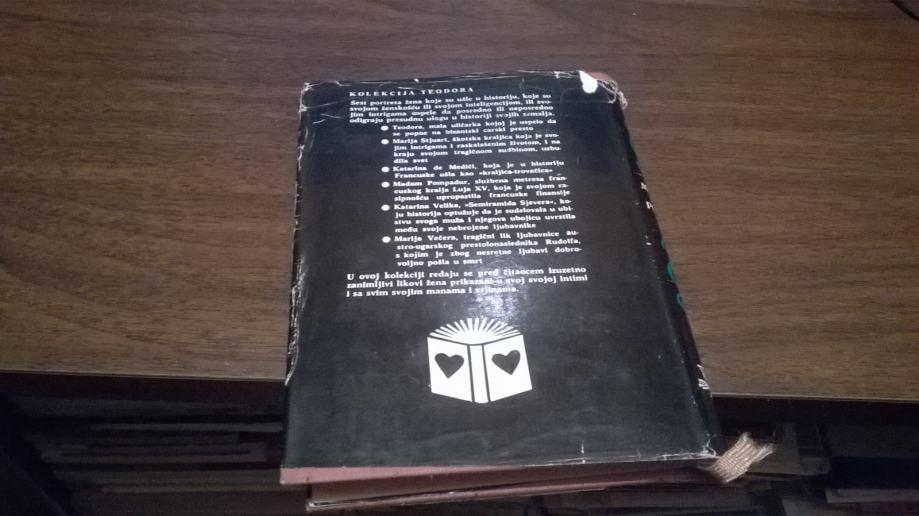 KOLEKCIJA TEODORA
Šest portreta žena koje su ušle u historiju, koje su
svojom ženskošću ili svojom inteligencijom, ili svo-
jim intrigama uspele da posredno ili neposredno
odigraju presudnu ulogu u historiji svojih zemalja.
Teodora, mala uličarka kojoj je uspelo da
se popne na bizantski carski presto
Marija Stjuart, škotska kraljica koja je svo-
jim intrigama i raskalašenim životom, i na
kraju svojom tragičnom sudbinom, uzbu-
dila svet
Katarina de Mediči, koja je u historiju
Francuske ušla kao «kraljica-trovačica»
Madam Pompadur, službena metresa fran-
cuskog kralja Luja XV, koja je svojom ra-
sipnošću upropastila francuske finansije
Katarina Velika, «Semiramida Sjevera», ko-
ju historija optužuje da je sudelovala u ubi-
stvu svoga muža i njegova ubojicu uvrstila
među svoje nebrojene ljubavnike
Marija Večera, tragični lik ljubavnice au-
stro-ugarskog prestolonaslednika Rudolfa,
s kojim je zbog nesretne ljubavi dobro-
voljno pošla u smrt
U ovoj kolekciji redaju se pred čitaocem izuzetno
zanimljivi likovi žena prikazani u svoj svojoj intimi
i sa svim svojim manama i vrlinama.